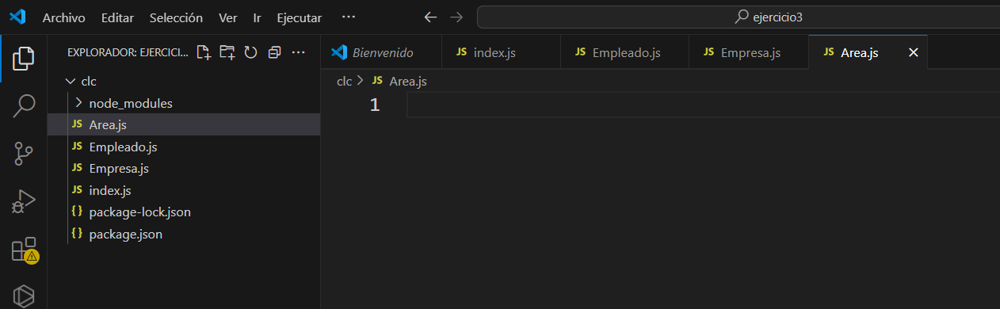 Archivo Editar Selección Ver Ir Ejecutar ··· ejercicio3
EXPLORADOR: EJERCICI... ···
clc
node_modules
JS Area.js
JS Empleado.js
JS Empresa.js
JS index.js
{ } package-lock.json
{ } package.json
Bienvenido JS index.js JS Empleado.js JS Empresa.js JS Area.js
clc > JS Area.js
1